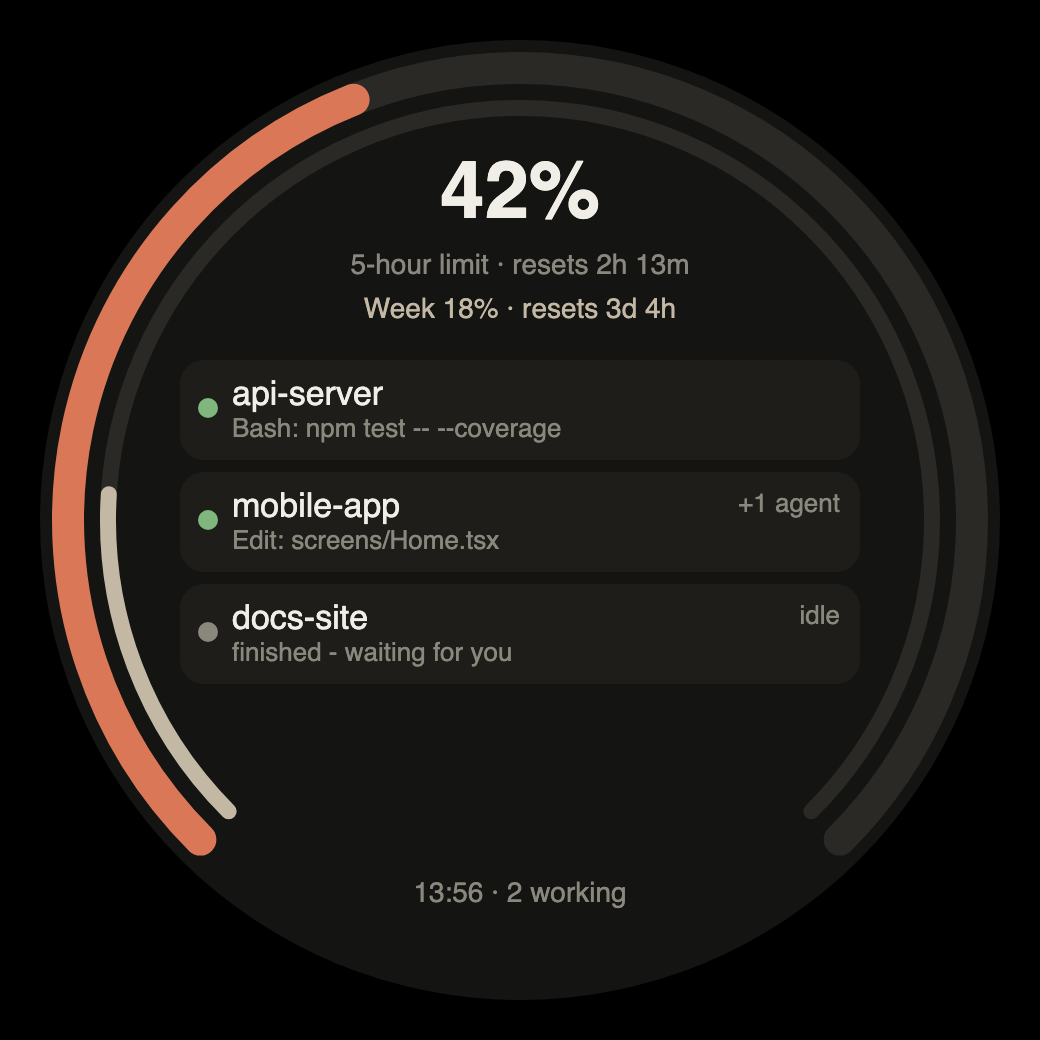 42%
5-hour limit · resets 2h 13m
Week 18% · resets 3d 4h
api-server
Bash: npm test -- --coverage
mobile-app
+1 agent
Edit: screens/Home.tsx
docs-site
idle
finished - waiting for you
13:56 · 2 working